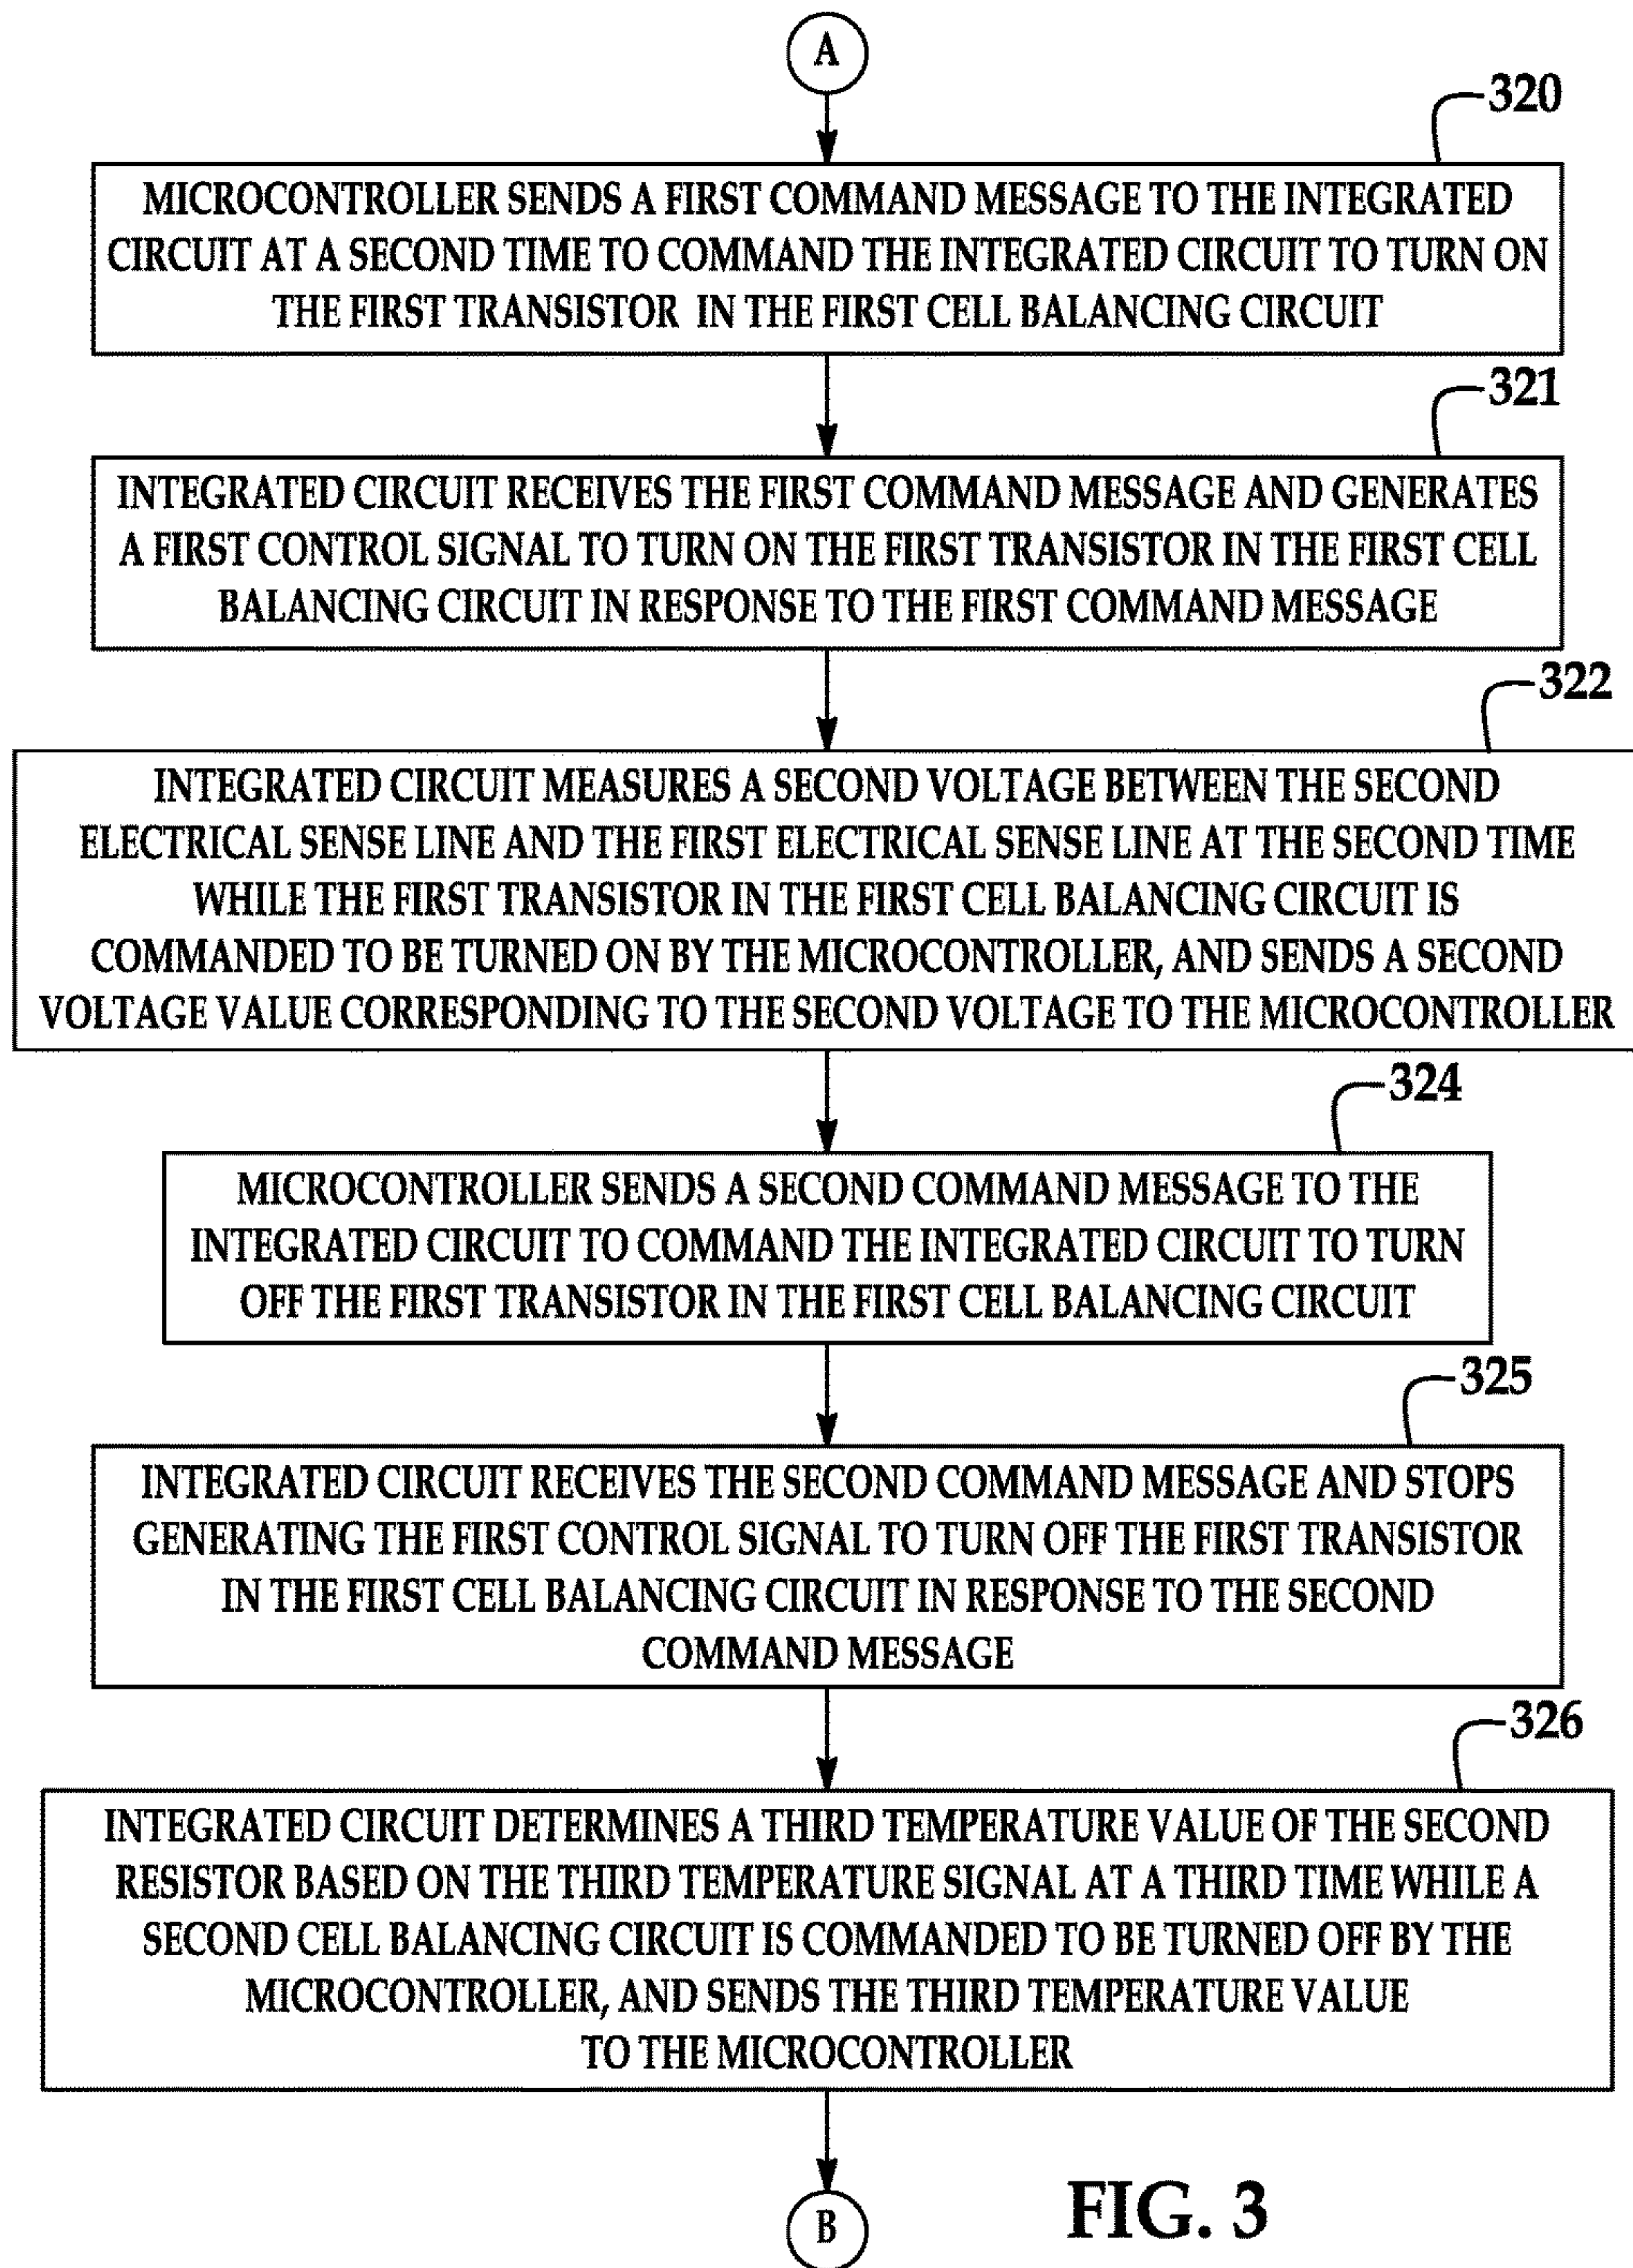 A
320
MICROCONTROLLER SENDS A FIRST COMMAND MESSAGE TO THE INTEGRATED
CIRCUIT AT A SECOND TIME TO COMMAND THE INTEGRATED CIRCUIT TO TURN ON
THE FIRST TRANSISTOR IN THE FIRST CELL BALANCING CIRCUIT
321
INTEGRATED CIRCUIT RECEIVES THE FIRST COMMAND MESSAGE AND GENERATES
A FIRST CONTROL SIGNAL TO TURN ON THE FIRST TRANSISTOR IN THE FIRST CELL
BALANCING CIRCUIT IN RESPONSE TO THE FIRST COMMAND MESSAGE
322
INTEGRATED CIRCUIT MEASURES A SECOND VOLTAGE BETWEEN THE SECOND
ELECTRICAL SENSE LINE AND THE FIRST ELECTRICAL SENSE LINE AT THE SECOND TIME
WHILE THE FIRST TRANSISTOR IN THE FIRST CELL BALANCING CIRCUIT IS
COMMANDED TO BE TURNED ON BY THE MICROCONTROLLER, AND SENDS A SECOND
VOLTAGE VALUE CORRESPONDING TO THE SECOND VOLTAGE TO THE MICROCONTROLLER
324
MICROCONTROLLER SENDS A SECOND COMMAND MESSAGE TO THE
INTEGRATED CIRCUIT TO COMMAND THE INTEGRATED CIRCUIT TO TURN
OFF THE FIRST TRANSISTOR IN THE FIRST CELL BALANCING CIRCUIT
325
INTEGRATED CIRCUIT RECEIVES THE SECOND COMMAND MESSAGE AND STOPS
GENERATING THE FIRST CONTROL SIGNAL TO TURN OFF THE FIRST TRANSISTOR
IN THE FIRST CELL BALANCING CIRCUIT IN RESPONSE TO THE SECOND
COMMAND MESSAGE
326
INTEGRATED CIRCUIT DETERMINES A THIRD TEMPERATURE VALUE OF THE SECOND
RESISTOR BASED ON THE THIRD TEMPERATURE SIGNAL AT A THIRD TIME WHILE A
SECOND CELL BALANCING CIRCUIT IS COMMANDED TO BE TURNED OFF BY THE
MICROCONTROLLER, AND SENDS THE THIRD TEMPERATURE VALUE
TO THE MICROCONTROLLER
B
FIG. 3